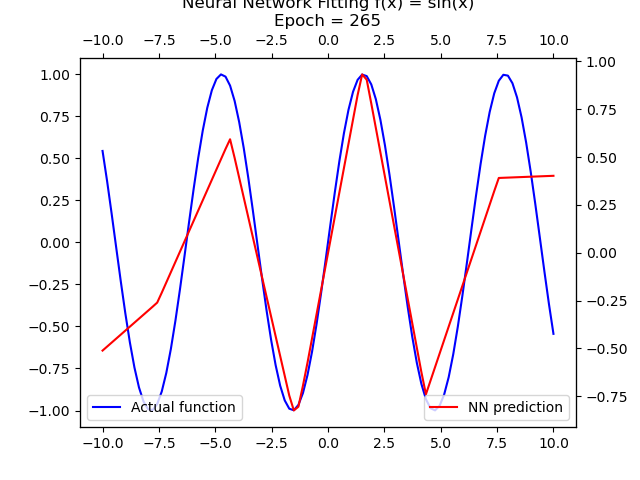 Neural Network Fitting f(x) = sin(x)
Epoch = 265
−10.0 −7.5 −5.0 −2.5 0.0 2.5 5.0 7.5 10.0
1.00 1.00
0.75 0.75
0.50 0.50
0.25 0.25
0.00 0.00
−0.25 −0.25
−0.50 −0.50
−0.75 −0.75
−1.00
Actual function NN prediction
−10.0 −7.5 −5.0 −2.5 0.0 2.5 5.0 7.5 10.0